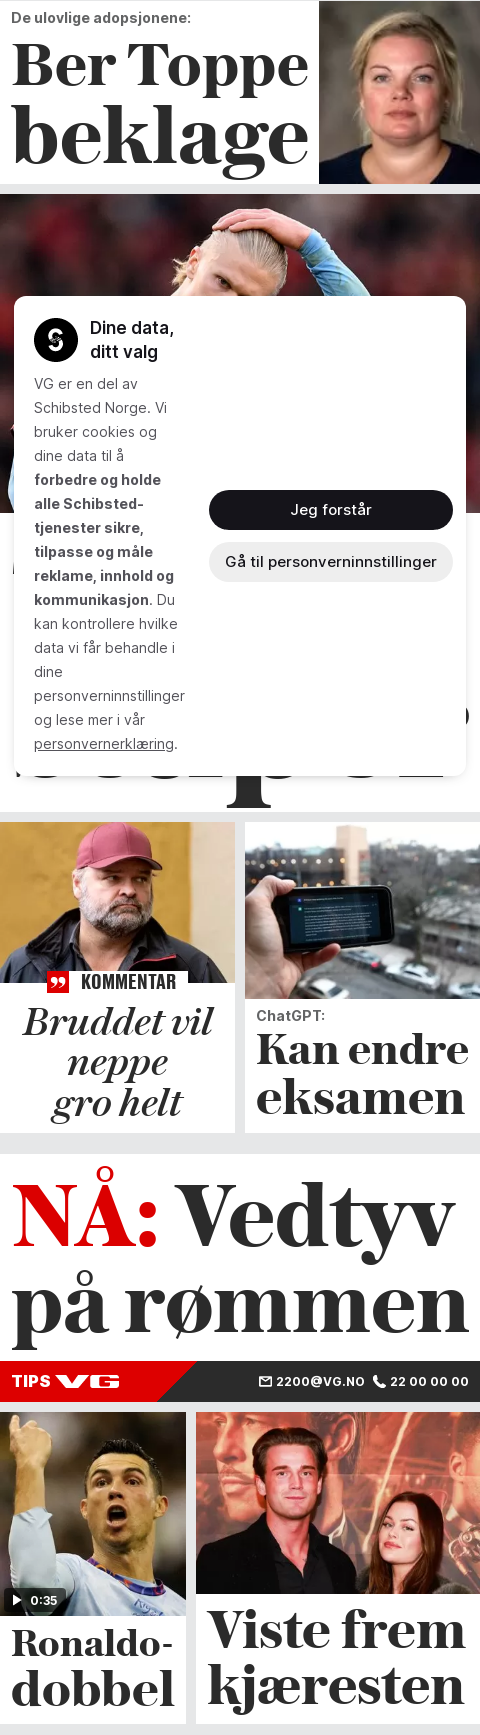 De ulovlige adopsjonene:
Ber Toppe
beklage
Dine data,
ditt valg
VG er en del av
Schibsted Norge. Vi
bruker cookies og
dine data til å
forbedre og holde
alle Schibsted-
tjenester sikre,
tilpasse og måle
reklame, innhold og
kommunikasjon. Du
kan kontrollere hvilke
data vi får behandle i
dine
personverninnstillinger
og lese mer i vår
personvernerklæring.
Jeg forstår
Gå til personverninnstillinger
KOMMENTAR
Bruddet vil
neppe
gro helt
ChatGPT:
Kan endre
eksamen
NÅ: Vedtyv
på rømmen
TIPS VG
2200@VG.NO 22 00 00 00
0:35
Ronaldo-
dobbel
Viste frem
kjæresten